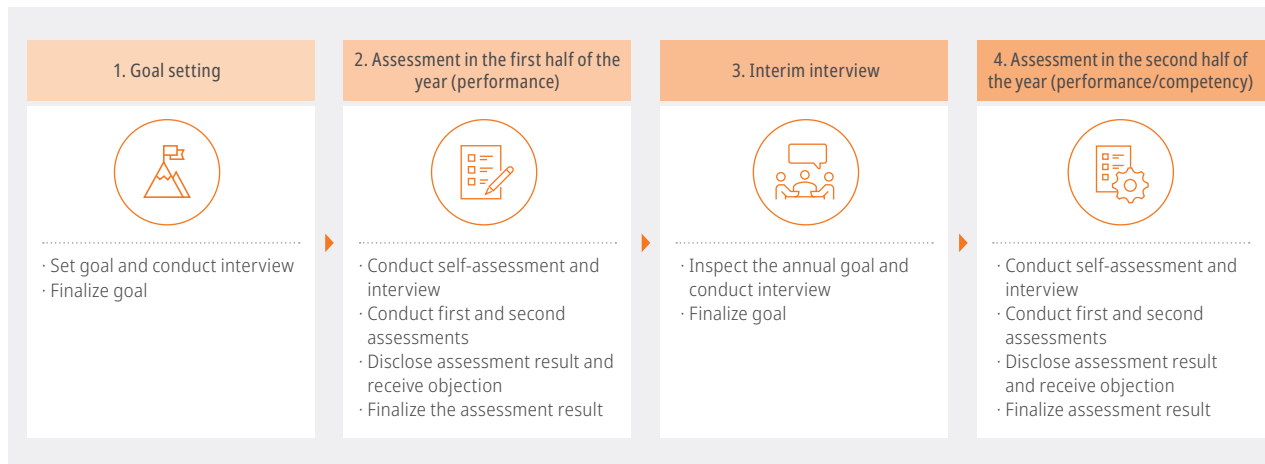 1. Goal setting
· Set goal and conduct interview
· Finalize goal
2. Assessment in the first half of the
year (performance)
· Conduct self-assessment and
interview
· Conduct first and second
assessments
· Disclose assessment result and
receive objection
· Finalize the assessment result
3. Interim interview
· Inspect the annual goal and
conduct interview
· Finalize goal
4. Assessment in the second half of
the year (performance/competency)
· Conduct self-assessment and
interview
· Conduct first and second
assessments
· Disclose assessment result
and receive objection
· Finalize assessment result